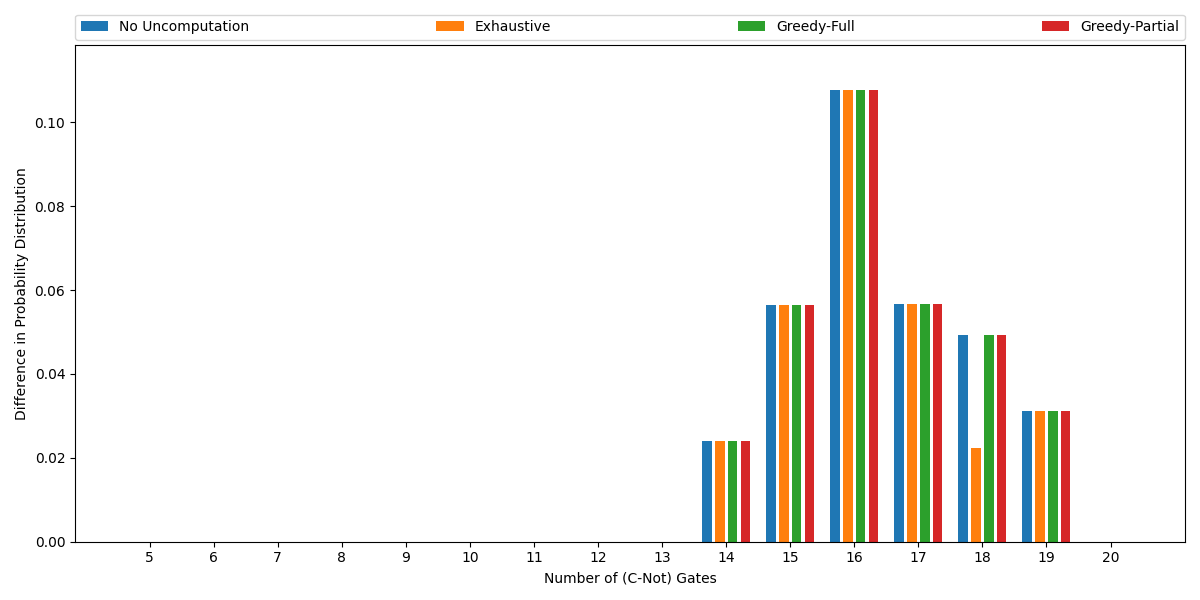 No Uncomputation Exhaustive Greedy-Full Greedy-Partial
Difference in Probability Distribution
0.10
0.08
0.06
0.04
0.02
0.00
5 6 7 8 9 10 11 12 13 14 15 16 17 18 19 20
Number of (C-Not) Gates